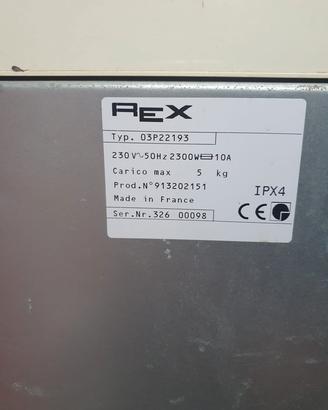 REX
Typ. 03P22193
230V~50Hz 2300W 10A
Carico max 5 kg
Prod.N°913202151
IPX4
Made in France
Ser.Nr.326 00098
CE